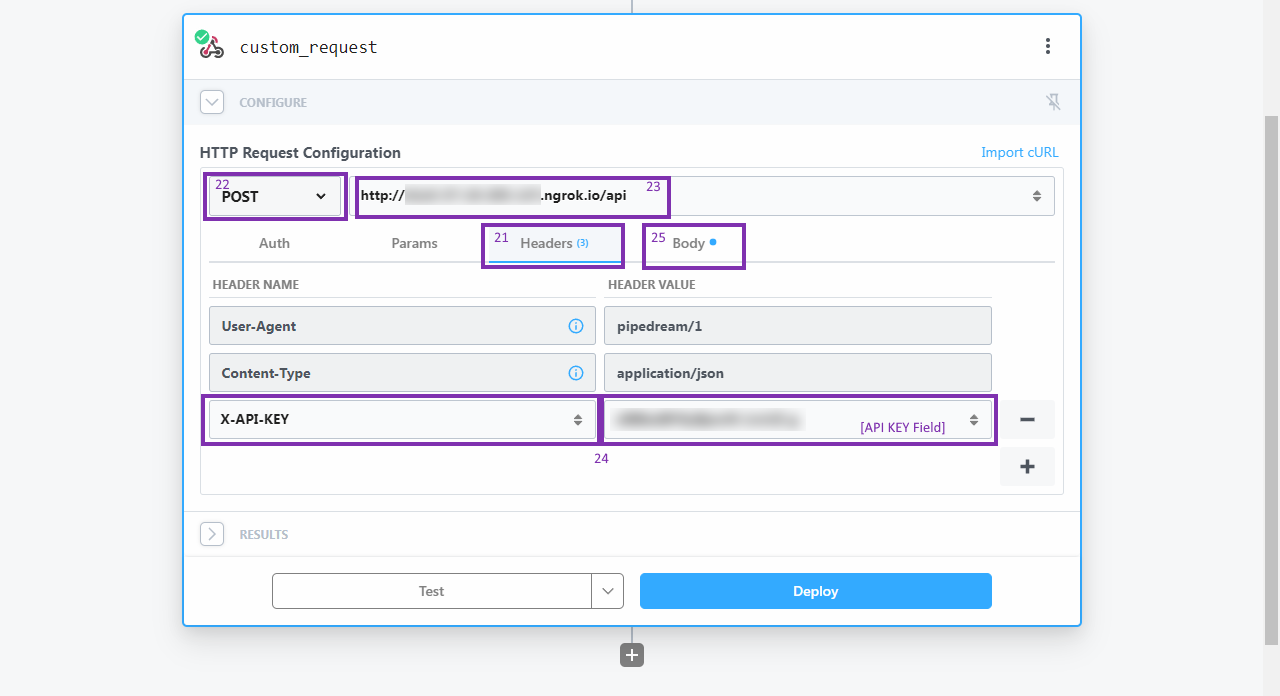 custom_request
CONFIGURE
HTTP Request Configuration
Import cURL
22
POST
http://
.ngrok.io/api
23
Auth
Params
21
Headers (3)
25
Body
HEADER NAME
HEADER VALUE
User-Agent
pipedream/1
Content-Type
application/json
X-API-KEY
[API KEY Field]
24
RESULTS
Test
Deploy